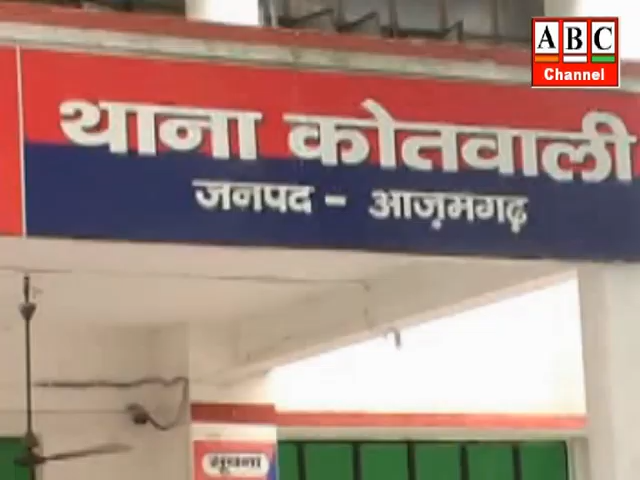 ABC
Channel
थाना कोतवाली
जनपद - आज़मगढ़
सूचना